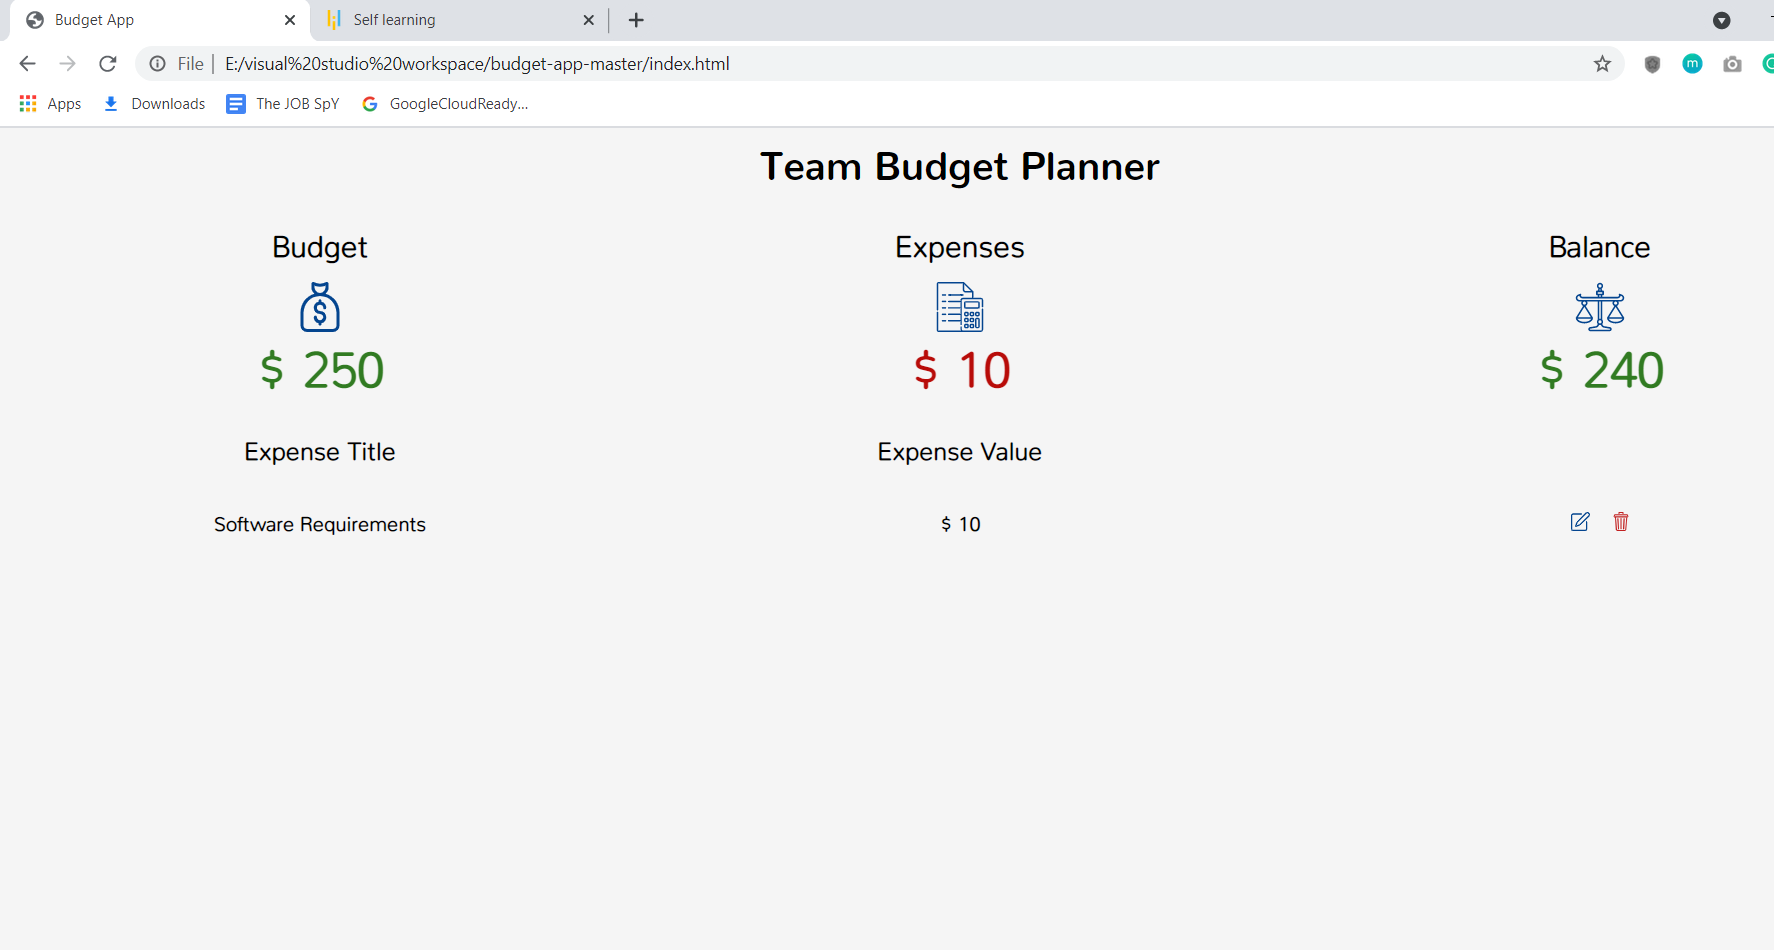 Budget App
Self learning
File | E:/visual%20studio%20workspace/budget-app-master/index.html
Apps
Downloads
The JOB SpY
GoogleCloudReady...
Team Budget Planner
Budget
Expenses
Balance
$ 250
$ 10
$ 240
Expense Title
Expense Value
Software Requirements
$ 10